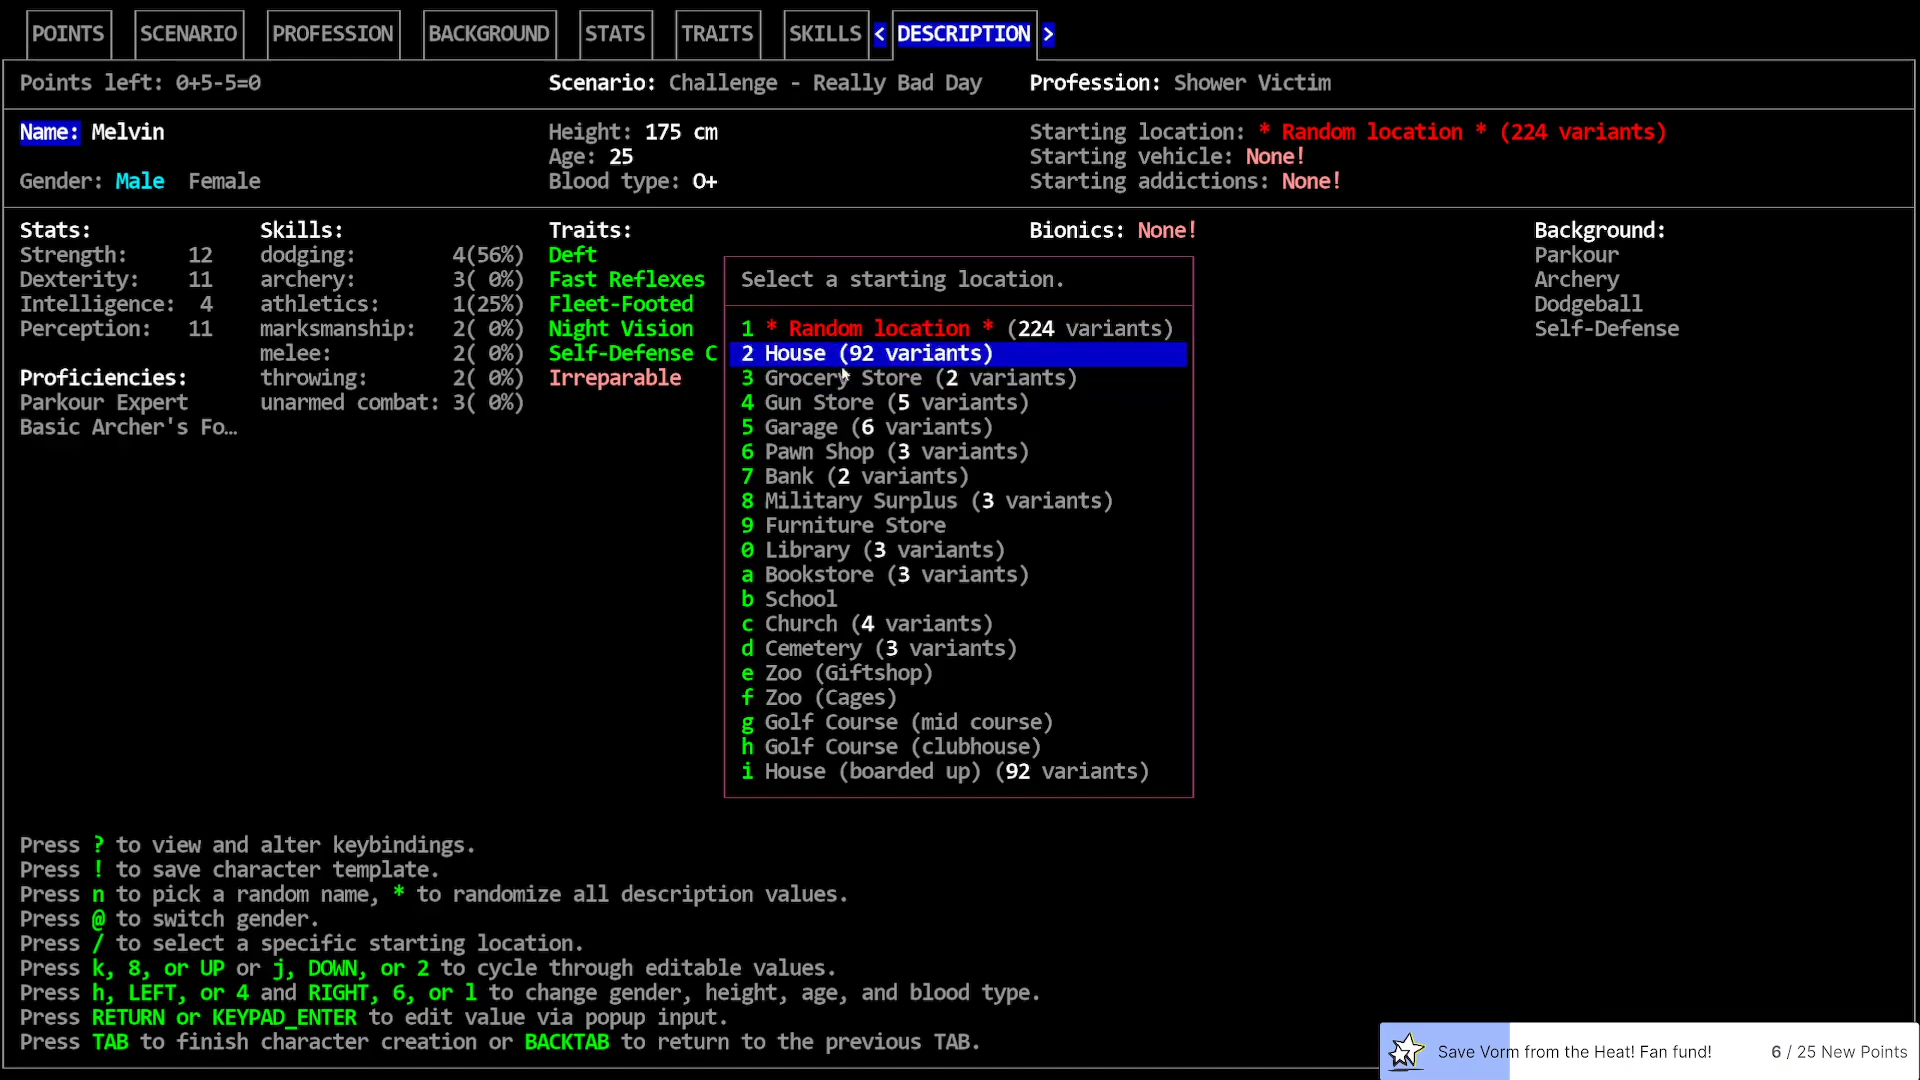 POINTS SCENARIO PROFESSION BACKGROUND STATS TRAITS SKILLS < DESCRIPTION >
Points left: 0+5-5=0 Scenario: Challenge - Really Bad Day Profession: Shower Victim
Name: Melvin Height: 175 cm Starting location: * Random location * (224 variants)
Age: 25 Starting vehicle: None!
Gender: Male Female Blood type: O+ Starting addictions: None!
Stats: Skills: Traits: Bionics: None! Background:
Strength: 12 dodging: 4(56%) Deft Parkour
Dexterity: 11 archery: 3( 0%) Fast Reflexes Archery
Intelligence: 4 athletics: 1(25%) Fleet-Footed Dodgeball
Perception: 11 marksmanship: 2( 0%) Night Vision Self-Defense
melee: 2( 0%) Self-Defense C
Proficiencies: throwing: 2( 0%) Irreparable
Parkour Expert unarmed combat: 3( 0%)
Basic Archer's Fo…
Select a starting location.
1 * Random location * (224 variants)
2 House (92 variants)
3 Grocery Store (2 variants)
4 Gun Store (5 variants)
5 Garage (6 variants)
6 Pawn Shop (3 variants)
7 Bank (2 variants)
8 Military Surplus (3 variants)
9 Furniture Store
0 Library (3 variants)
a Bookstore (3 variants)
b School
c Church (4 variants)
d Cemetery (3 variants)
e Zoo (Giftshop)
f Zoo (Cages)
g Golf Course (mid course)
h Golf Course (clubhouse)
i House (boarded up) (92 variants)
Press ? to view and alter keybindings.
Press ! to save character template.
Press n to pick a random name, * to randomize all description values.
Press @ to switch gender.
Press / to select a specific starting location.
Press k, 8, or UP or j, DOWN, or 2 to cycle through editable values.
Press h, LEFT, or 4 and RIGHT, 6, or l to change gender, height, age, and blood type.
Press RETURN or KEYPAD_ENTER to edit value via popup input.
Press TAB to finish character creation or BACKTAB to return to the previous TAB.
Save Vorm from the Heat! Fan fund! 6 / 25 New Points